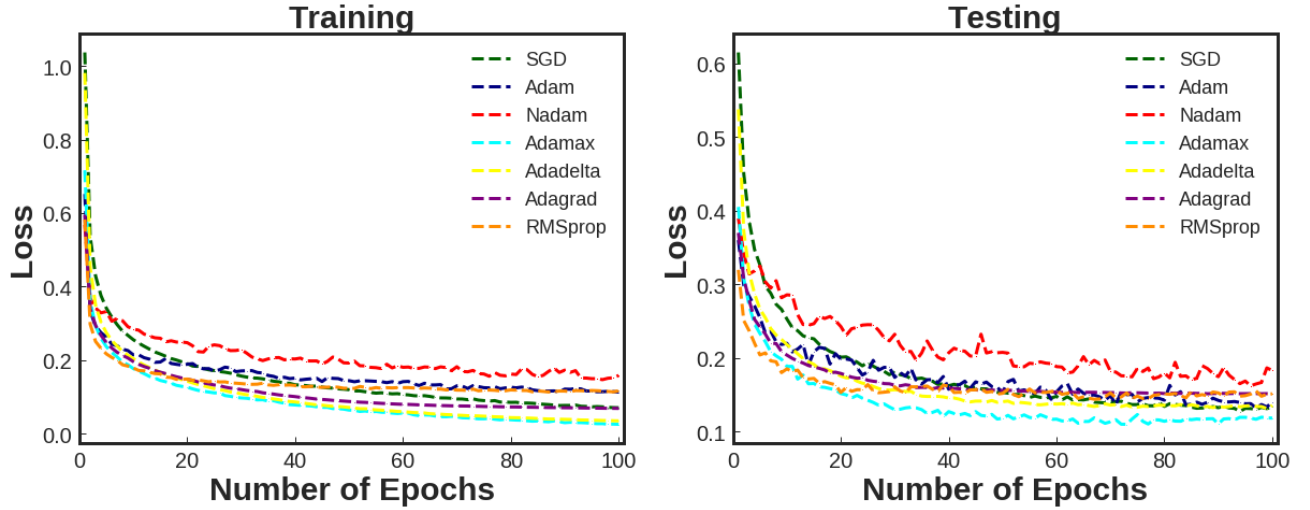 Training
1.0
0.8
0.6
0.4
0.2
0.0
Loss
SGD
Adam
Nadam
Adamax
Adadelta
Adagrad
RMSprop
0 20 40 60 80 100
Number of Epochs
Testing
0.6
0.5
0.4
0.3
0.2
0.1
Loss
SGD
Adam
Nadam
Adamax
Adadelta
Adagrad
RMSprop
0 20 40 60 80 100
Number of Epochs